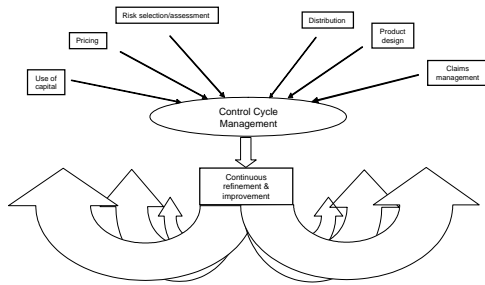 Risk selection/assessment
Distribution
Pricing
Product
design
Use of
capital
Claims
management
Control Cycle
Management
Continuous
refinement &
improvement